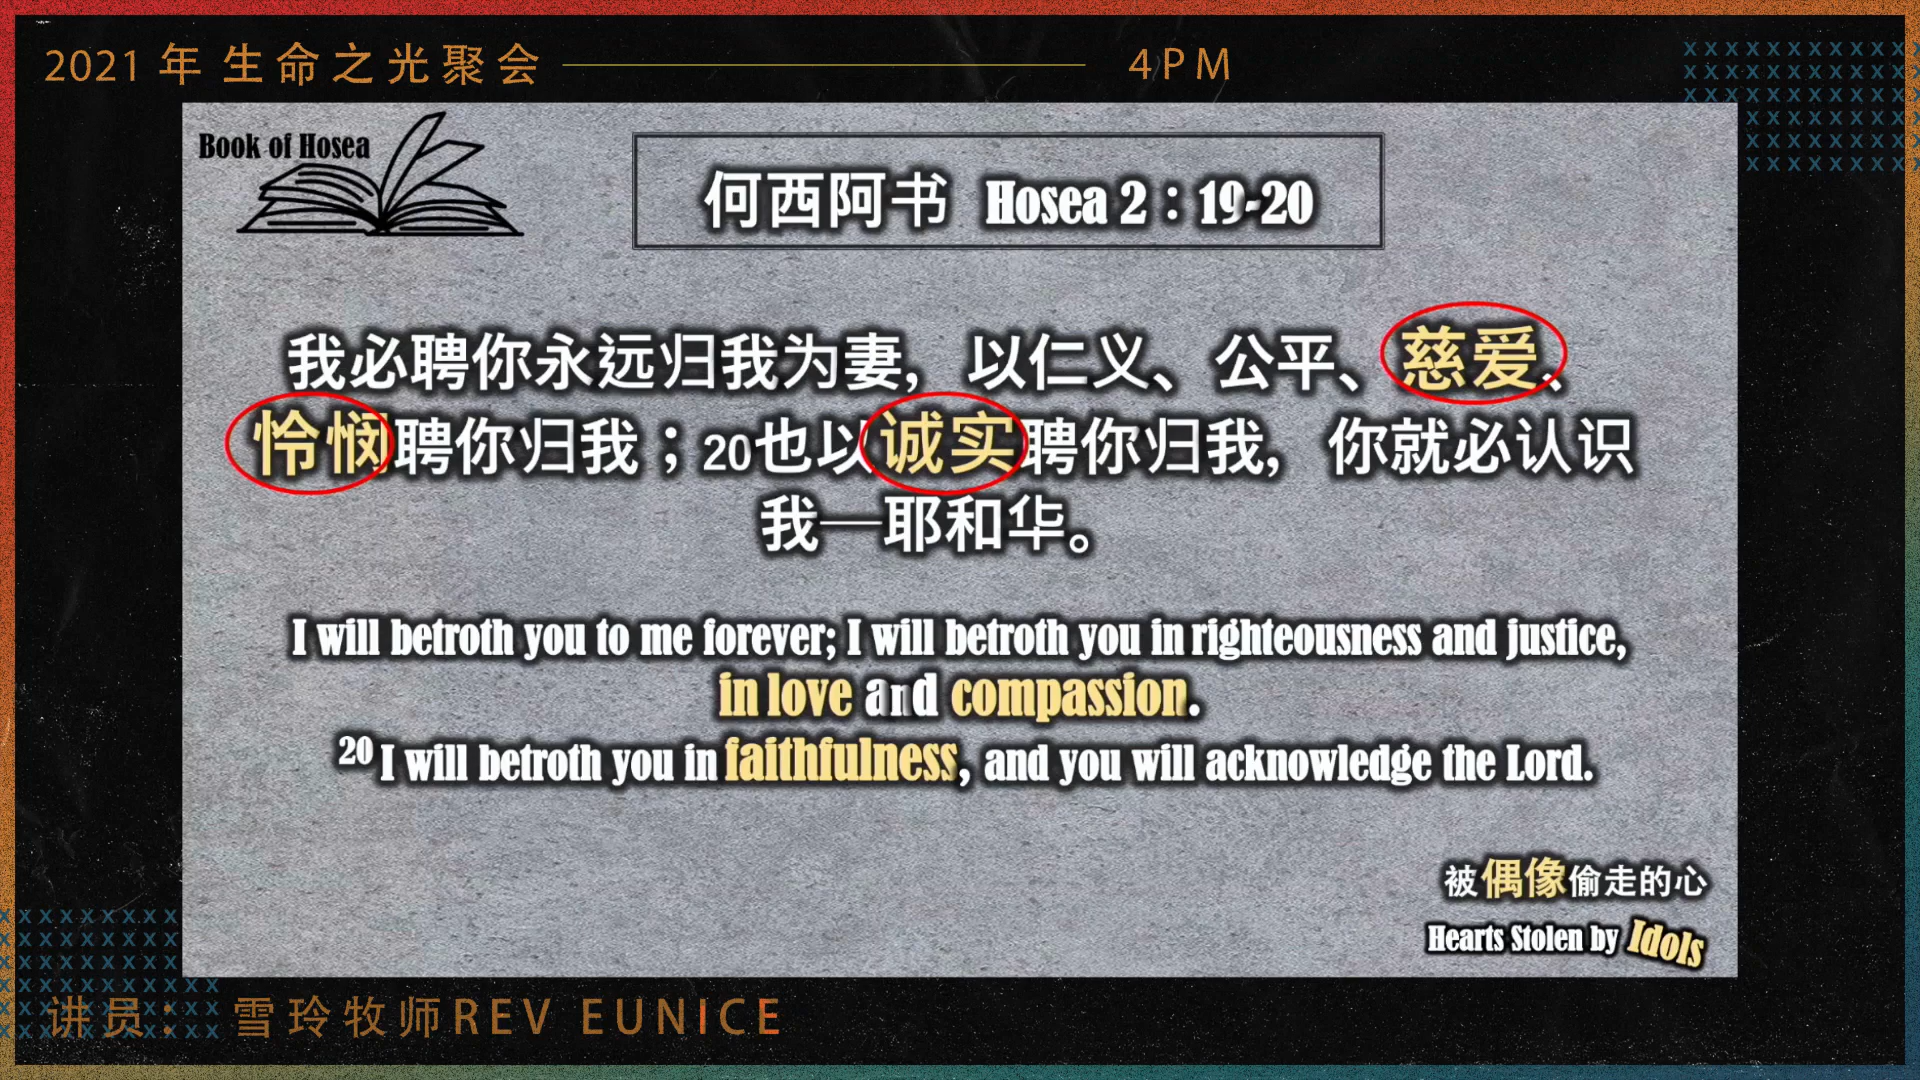 2021 年 生命之光聚会 4PM
Book of Hosea
何西阿书 Hosea 2：19-20
我必聘你永远归我为妻，以仁义、公平、慈爱、
怜悯聘你归我；20也以诚实聘你归我，你就必认识
我—耶和华。
I will betroth you to me forever; I will betroth you in righteousness and justice,
in love and compassion.
20 I will betroth you in faithfulness, and you will acknowledge the Lord.
被偶像偷走的心
Hearts Stolen by Idols
讲员： 雪玲牧师REV EUNICE